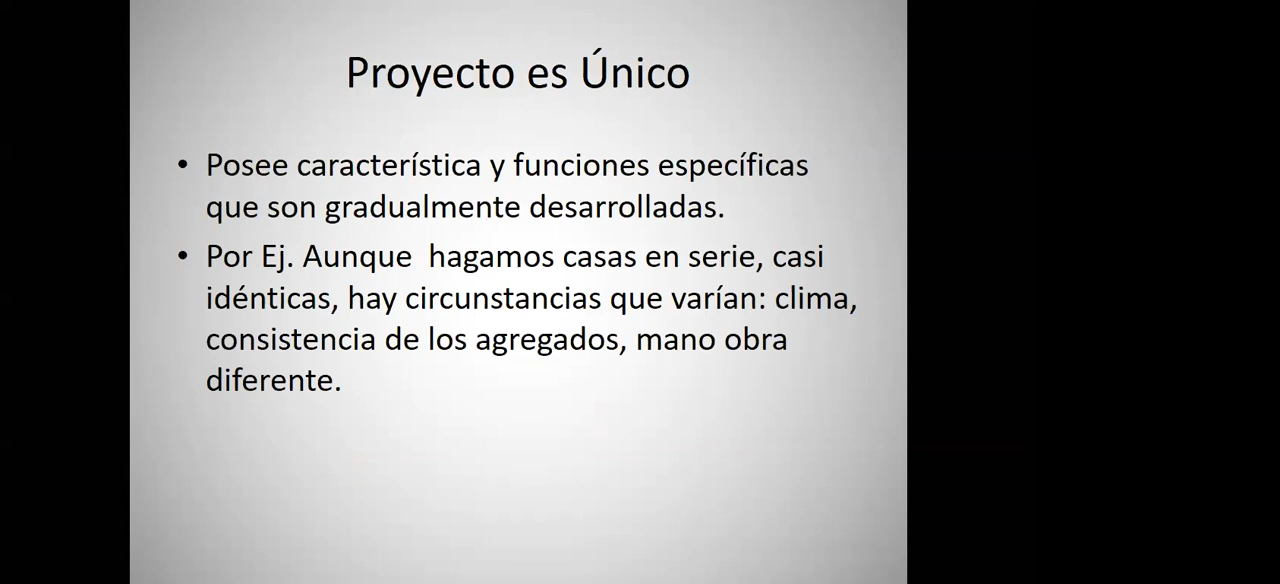 Proyecto es Único
• Posee característica y funciones específicas
que son gradualmente desarrolladas.
• Por Ej. Aunque  hagamos casas en serie, casi
idénticas, hay circunstancias que varían: clima,
consistencia de los agregados, mano obra
diferente.